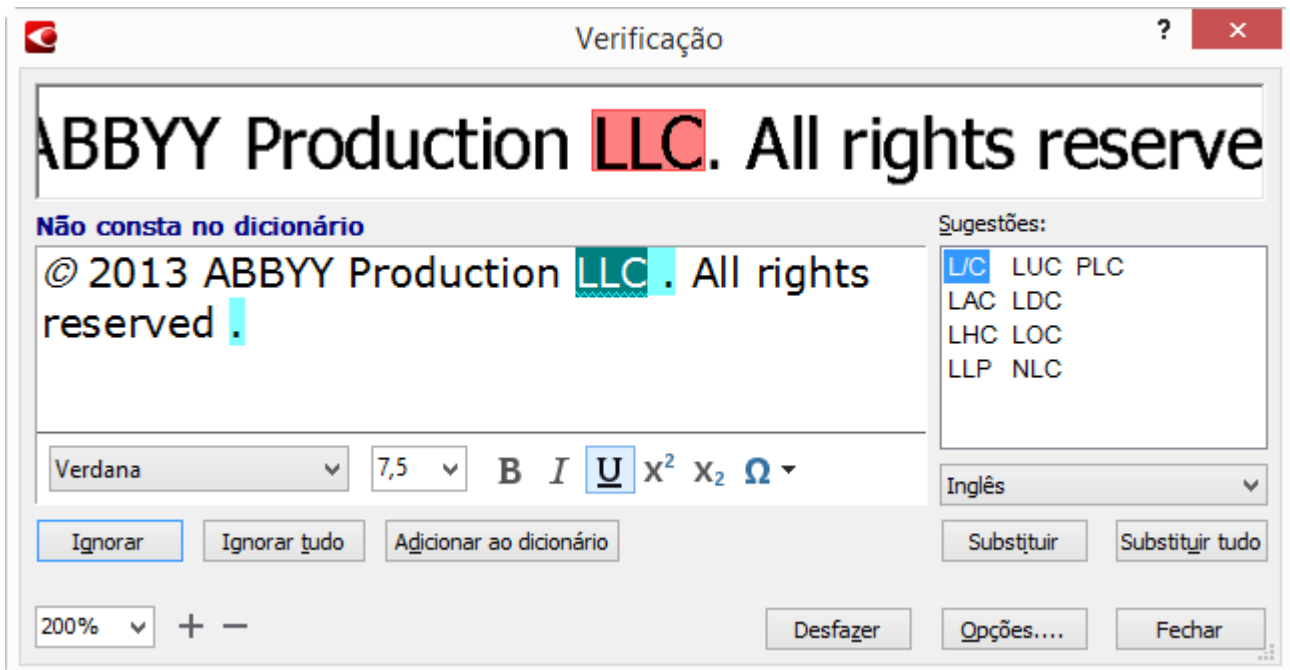 Verificação
?
ABBYY Production LLC. All rights reserve
Não consta no dicionário
© 2013 ABBYY Production LLC . All rights
reserved .
Sugestões:
L/C LUC PLC
LAC LDC
LHC LOC
LLP NLC
Verdana 7,5 B I U X² X₂ Ω
Inglês
Ignorar Ignorar tudo Adicionar ao dicionário Substituir Substituir tudo
200% Desfazer Opções.... Fechar